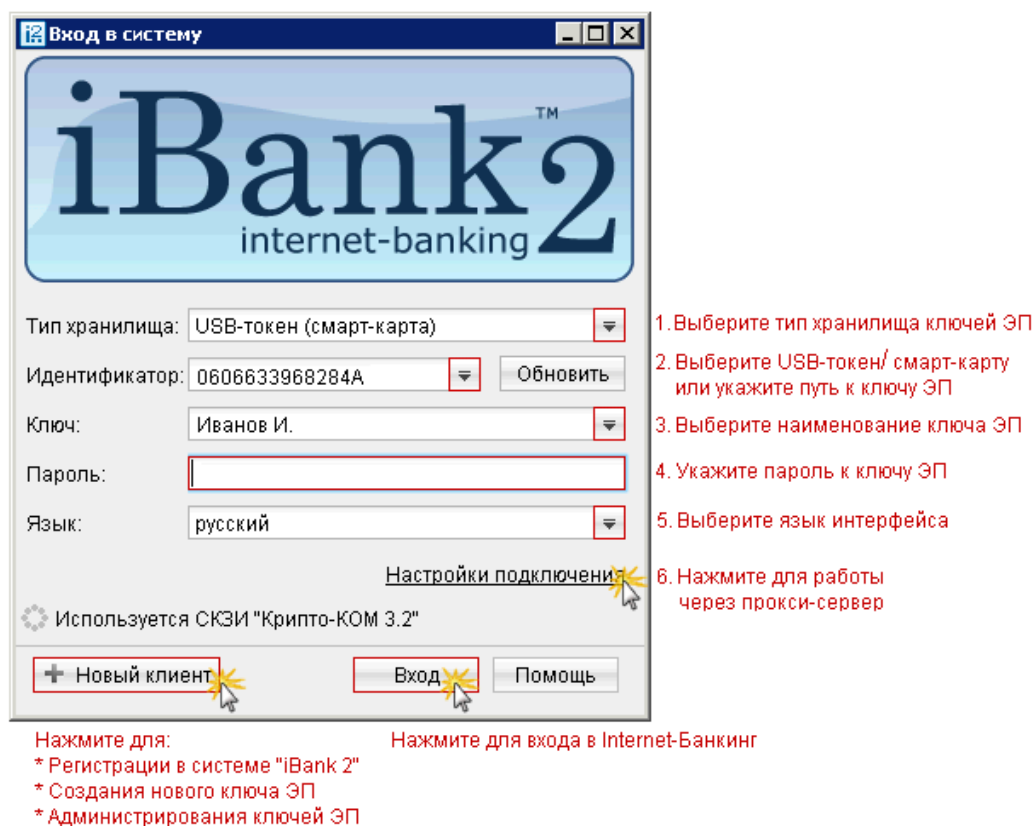 Вход в систему
iBank 2 ™
internet-banking
Тип хранилища: USB-токен (смарт-карта)
1. Выберите тип хранилища ключей ЭП
Идентификатор: 0606633968284A Обновить
2. Выберите USB-токен/ смарт-карту
или укажите путь к ключу ЭП
Ключ: Иванов И.
3. Выберите наименование ключа ЭП
Пароль:
4. Укажите пароль к ключу ЭП
Язык: русский
5. Выберите язык интерфейса
Настройки подключения
6. Нажмите для работы
через прокси-сервер
Используется СКЗИ "Крипто-КОМ 3.2"
+ Новый клиент Вход Помощь
Нажмите для:
* Регистрации в системе "iBank 2"
* Создания нового ключа ЭП
* Администрирования ключей ЭП
Нажмите для входа в Internet-Банкинг